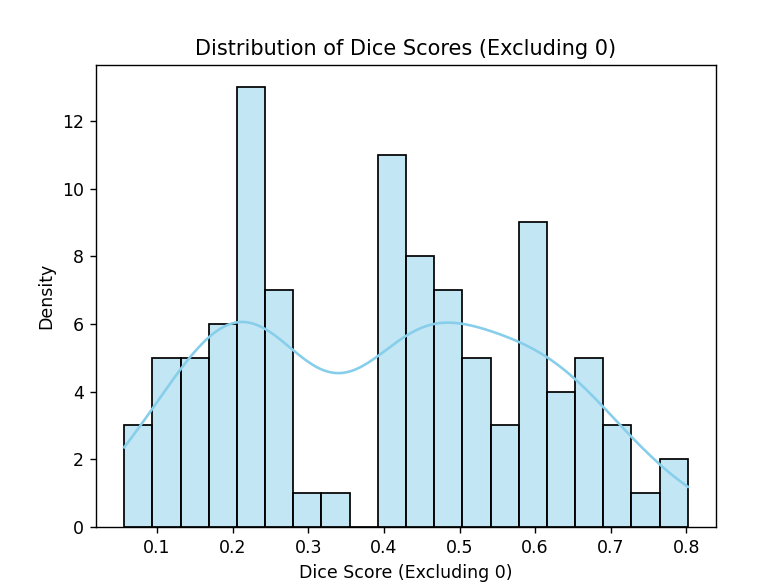 Distribution of Dice Scores (Excluding 0)
12
10
8
6
4
2
0
Density
0.1 0.2 0.3 0.4 0.5 0.6 0.7 0.8
Dice Score (Excluding 0)